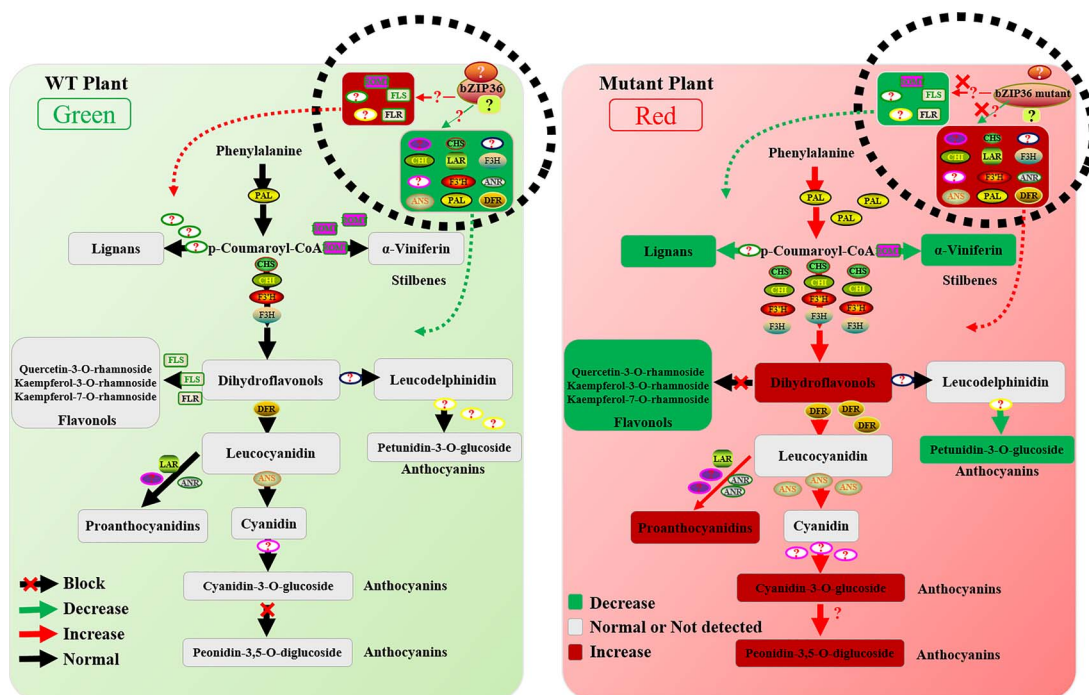 WT Plant
Green
?
bZIP36
?
?
?
?
FLS
?
FLR
CHS
?
CHI
LAR
F3H
?
F3'H
ANR
ANS
PAL
DFR
Phenylalanine
PAL
?
?
?
Lignans
p-Coumaroyl-CoA
α-Viniferin
Stilbenes
CHS
CHI
F3'H
F3H
Quercetin-3-O-rhamnoside
Kaempferol-3-O-rhamnoside
Kaempferol-7-O-rhamnoside
Flavonols
FLS
FLS
FLR
Dihydroflavonols
?
Leucodelphinidin
?
?
?
DFR
Petunidin-3-O-glucoside
Anthocyanins
Leucocyanidin
LAR
ANR
ANS
Proanthocyanidins
Cyanidin
?
Cyanidin-3-O-glucoside
Anthocyanins
Peonidin-3,5-O-diglucoside
Anthocyanins
Block
Decrease
Increase
Normal
Mutant Plant
Red
?
bZIP36 mutant
?
?
?
?
FLS
?
FLR
CHS
?
CHI
LAR
F3H
?
F3'H
ANR
ANS
PAL
DFR
Phenylalanine
PAL
PAL
PAL
Lignans
?
p-Coumaroyl-CoA
α-Viniferin
Stilbenes
CHS
CHS
CHS
CHI
CHI
CHI
F3'H
F3'H
F3'H
F3H
F3H
F3H
Quercetin-3-O-rhamnoside
Kaempferol-3-O-rhamnoside
Kaempferol-7-O-rhamnoside
Flavonols
Dihydroflavonols
?
Leucodelphinidin
?
DFR
DFR
DFR
Petunidin-3-O-glucoside
Anthocyanins
Leucocyanidin
LAR
ANR
ANR
ANS
ANS
ANS
Proanthocyanidins
Cyanidin
?
?
?
Cyanidin-3-O-glucoside
Anthocyanins
?
Peonidin-3,5-O-diglucoside
Anthocyanins
Decrease
Normal or Not detected
Increase